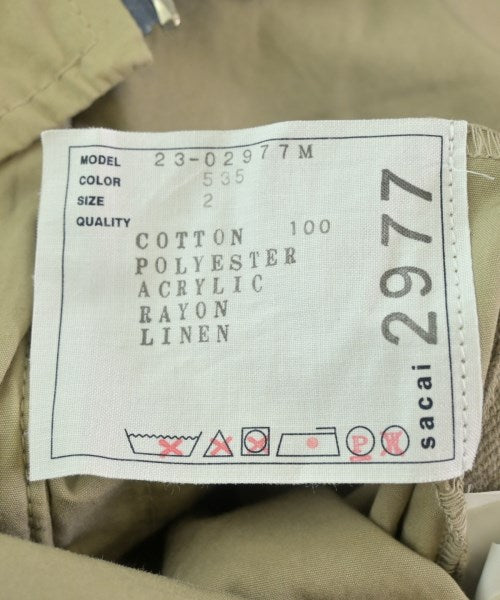 MODEL 23-02977M
COLOR 535
SIZE 2
QUALITY
COTTON 100
POLYESTER
ACRYLIC
RAYON
LINEN
P W
sacai 2977